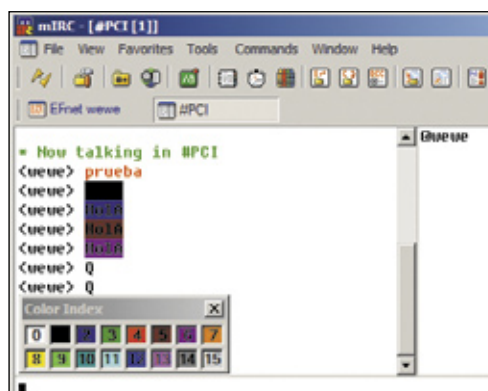 mIRC - [#PCI [1]]
File View Favorites Tools Commands Window Help
EFnet wewe #PCI
* Now talking in #PCI
<wewe> prueba
<wewe>
<wewe> HolA
<wewe> HolA
<wewe> HolA
<wewe> Q
<wewe> Q
@wewe
Color Index X
0 2 3 4 5 6 7
8 9 10 11 12 13 14 15